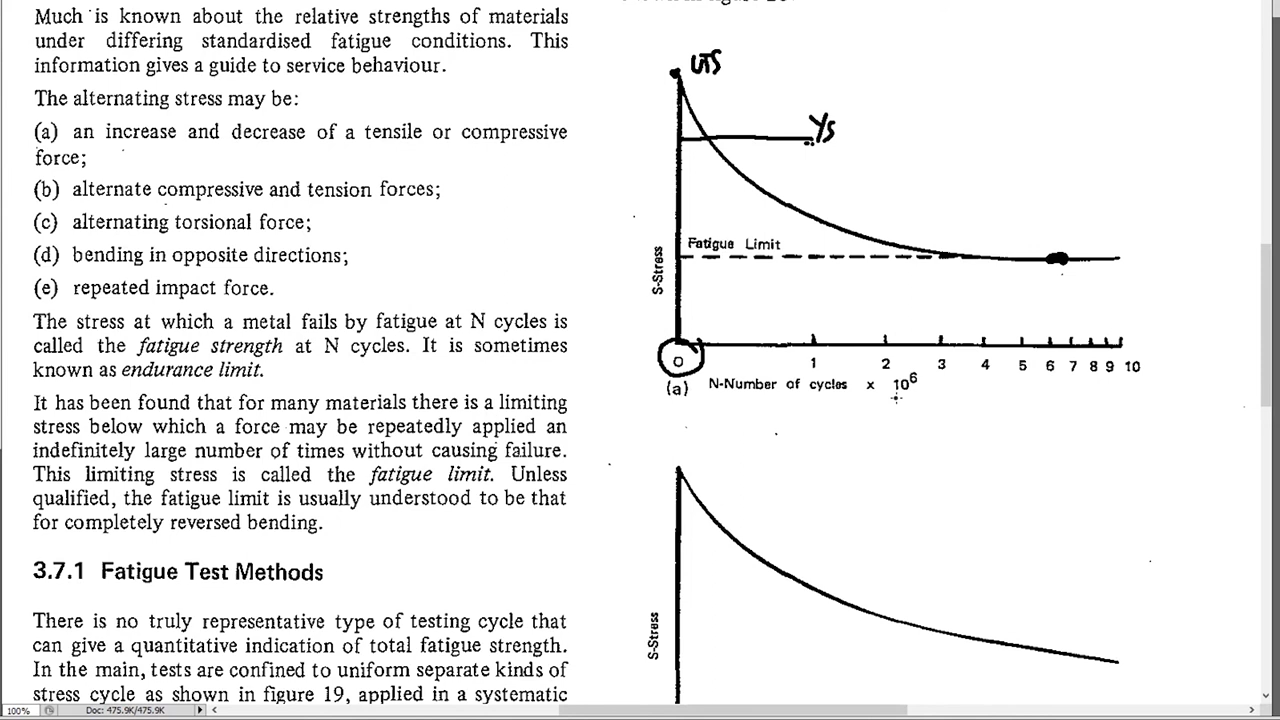 Much is known about the relative strengths of materials
under differing standardised fatigue conditions. This
information gives a guide to service behaviour.
The alternating stress may be:
(a) an increase and decrease of a tensile or compressive
force;
(b) alternate compressive and tension forces;
(c) alternating torsional force;
(d) bending in opposite directions;
(e) repeated impact force.
The stress at which a metal fails by fatigue at N cycles is
called the fatigue strength at N cycles. It is sometimes
known as endurance limit.
It has been found that for many materials there is a limiting
stress below which a force may be repeatedly applied an
indefinitely large number of times without causing failure.
This limiting stress is called the fatigue limit. Unless
qualified, the fatigue limit is usually understood to be that
for completely reversed bending.
3.7.1 Fatigue Test Methods
There is no truly representative type of testing cycle that
can give a quantitative indication of total fatigue strength.
In the main, tests are confined to uniform separate kinds of
stress cycle as shown in figure 19, applied in a systematic
UTS
YS
Fatigue Limit
S-Stress
0 1 2 3 4 5 6 7 8 9 10
(a) N-Number of cycles x 10⁶
S-Stress
100% Doc: 475.9K/475.9K